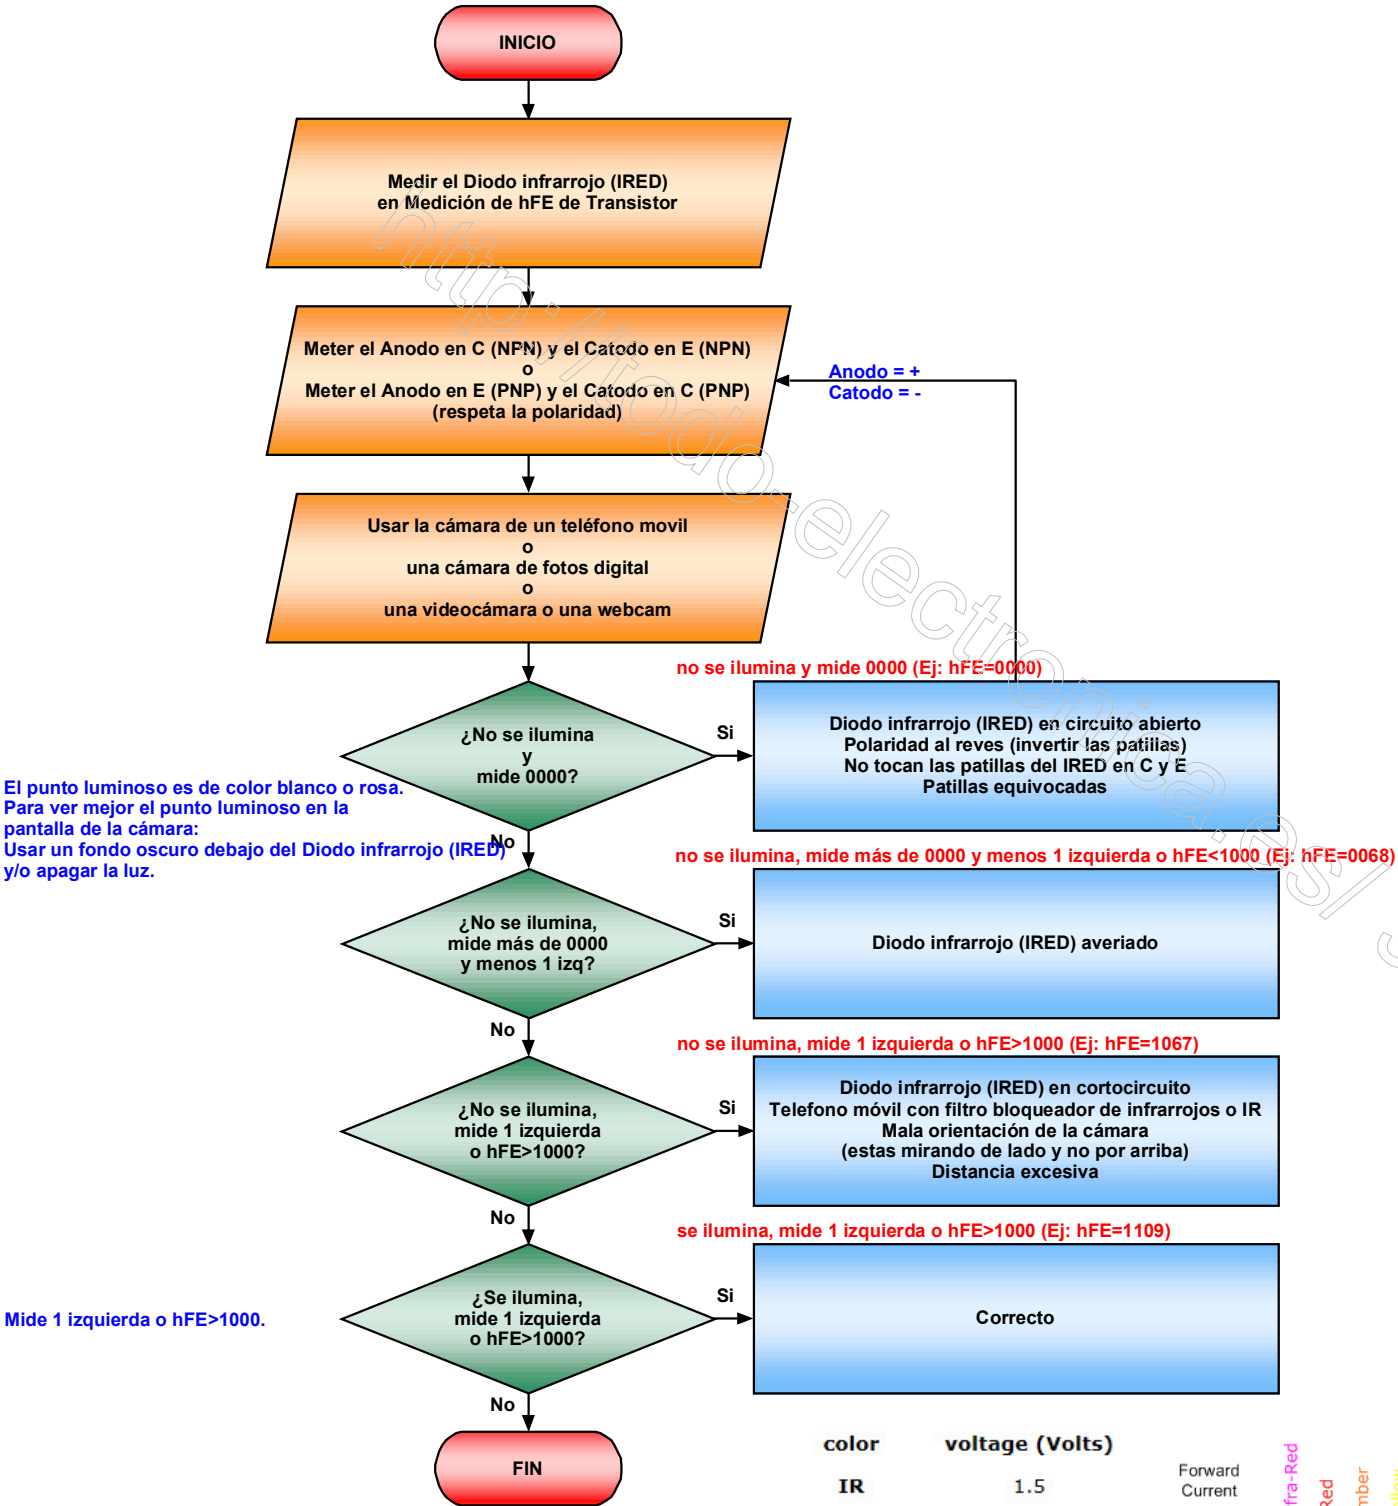 INICIO
Medir el Diodo infrarrojo (IRED)
en Medición de hFE de Transistor
Meter el Anodo en C (NPN) y el Catodo en E (NPN)
o
Meter el Anodo en E (PNP) y el Catodo en C (PNP)
(respeta la polaridad)
Anodo = +
Catodo = -
Usar la cámara de un teléfono movil
o
una cámara de fotos digital
o
una videocámara o una webcam
no se ilumina y mide 0000 (Ej: hFE=0000)
¿No se ilumina
y
mide 0000?
Si
Diodo infrarrojo (IRED) en circuito abierto
Polaridad al reves (invertir las patillas)
No tocan las patillas del IRED en C y E
Patillas equivocadas
El punto luminoso es de color blanco o rosa.
Para ver mejor el punto luminoso en la
pantalla de la cámara:
Usar un fondo oscuro debajo del Diodo infrarrojo (IRED)
y/o apagar la luz.
No
no se ilumina, mide más de 0000 y menos 1 izquierda o hFE<1000 (Ej: hFE=0068)
¿No se ilumina,
mide más de 0000
y menos 1 izq?
Si
Diodo infrarrojo (IRED) averiado
No
no se ilumina, mide 1 izquierda o hFE>1000 (Ej: hFE=1067)
¿No se ilumina,
mide 1 izquierda
o hFE>1000?
Si
Diodo infrarrojo (IRED) en cortocircuito
Telefono móvil con filtro bloqueador de infrarrojos o IR
Mala orientación de la cámara
(estas mirando de lado y no por arriba)
Distancia excesiva
No
se ilumina, mide 1 izquierda o hFE>1000 (Ej: hFE=1109)
Mide 1 izquierda o hFE>1000.
¿Se ilumina,
mide 1 izquierda
o hFE>1000?
Si
Correcto
No
FIN
color voltage (Volts)
IR 1.5
Forward
Current
http://todo-electronica.es/